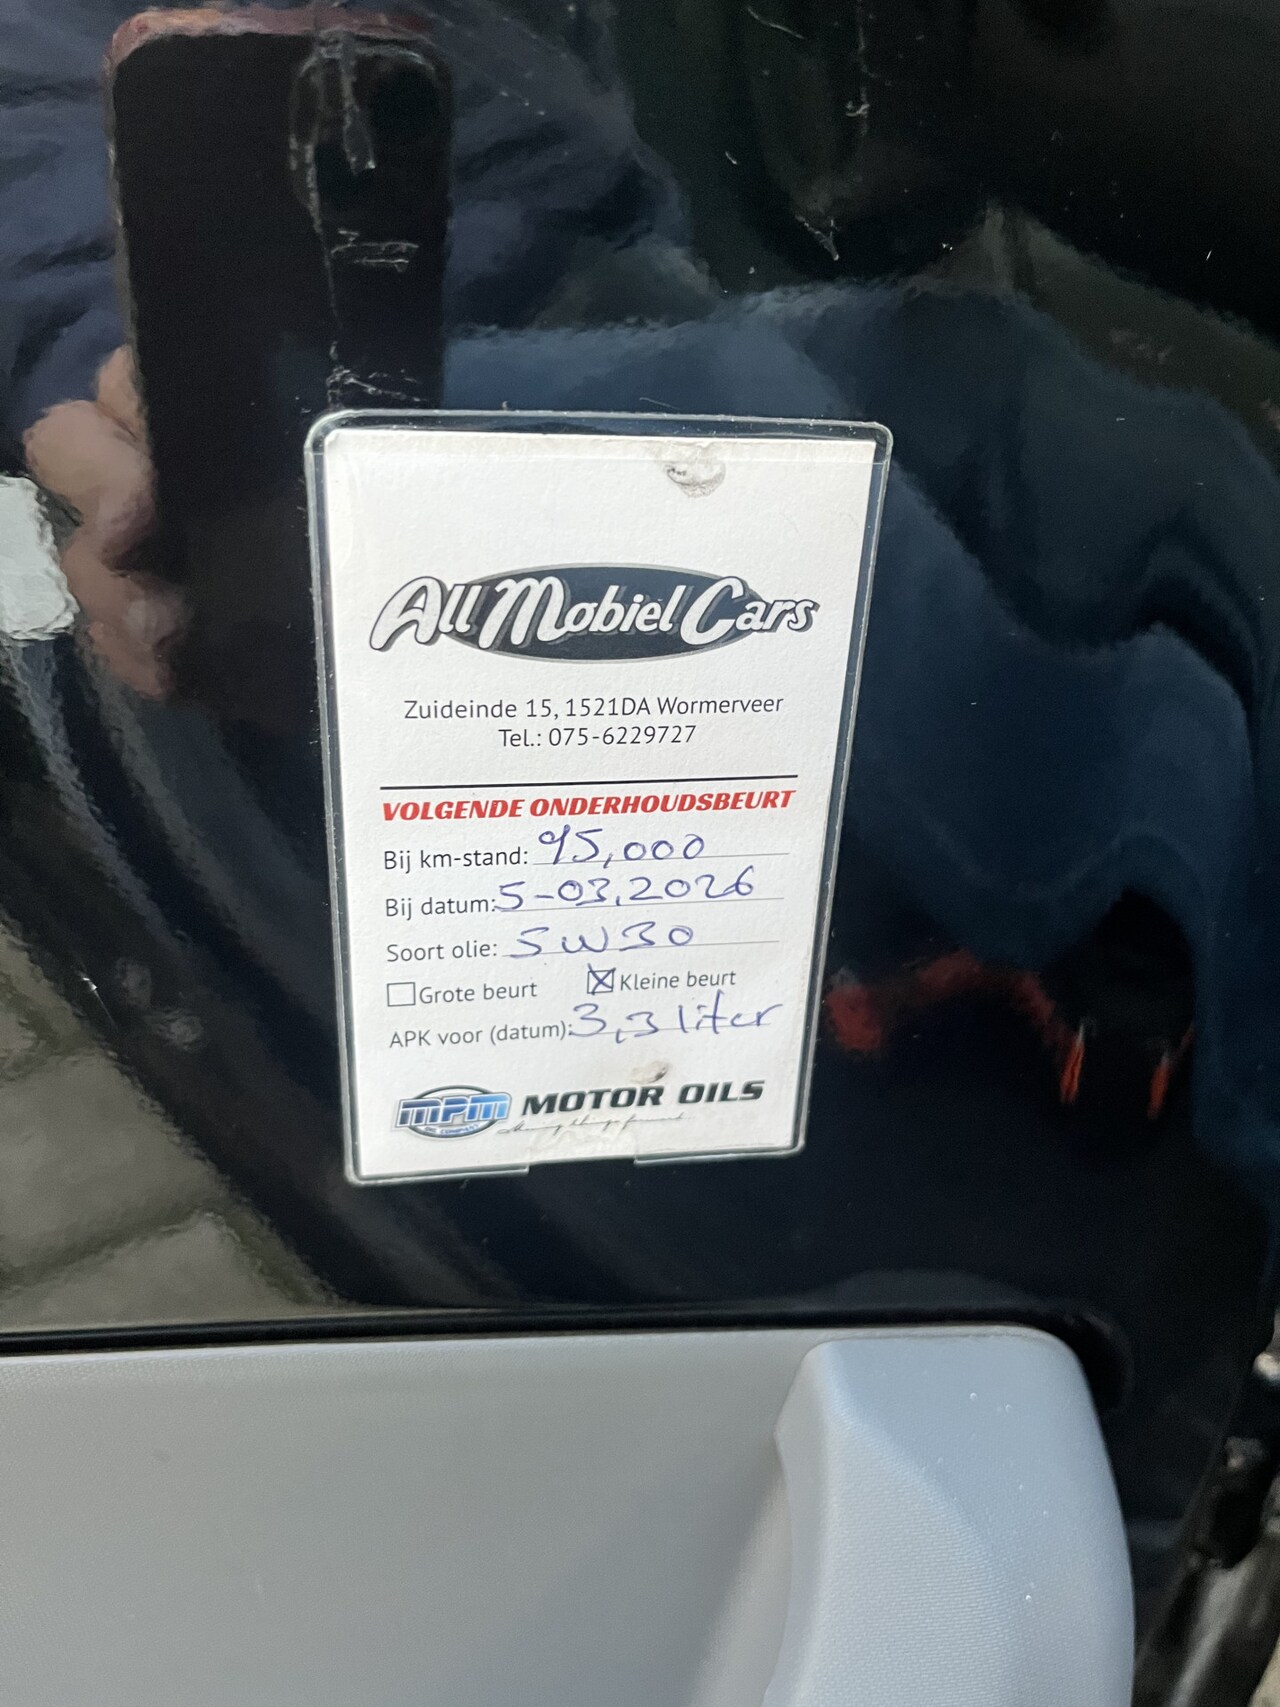 All Mobiel Cars
Zuideinde 15, 1521DA Wormerveer
Tel.: 075-6229727
VOLGENDE ONDERHOUDSBEURT
Bij km-stand: 95,000
Bij datum: 5-03,2026
Soort olie: 5W30
Grote beurt Kleine beurt
APK voor (datum): 3,3 liter
MPM MOTOR OILS
OIL COMPANY